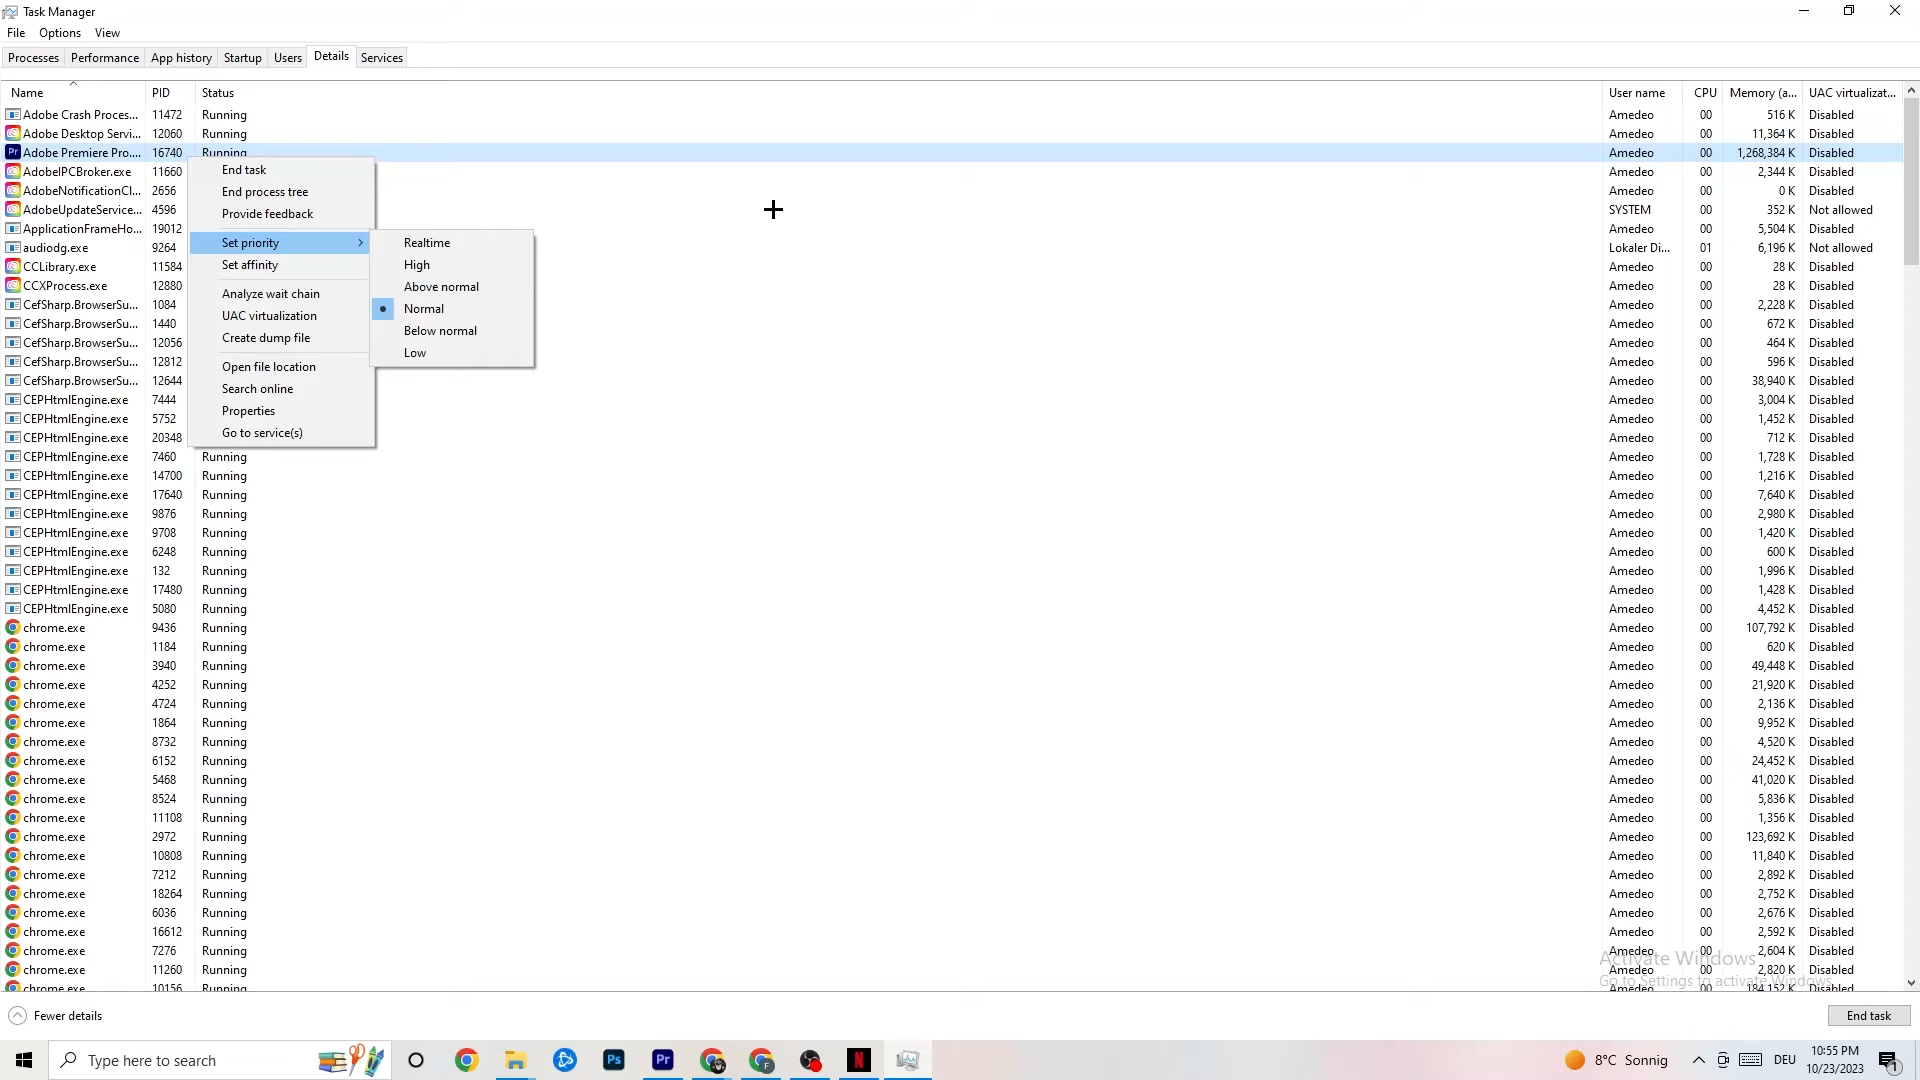 Task Manager
File Options View
Processes Performance App history Startup Users Details Services
Name PID Status User name CPU Memory (a... UAC virtualizat...
Adobe Crash Proces... 11472 Running Amedeo 00 516 K Disabled
Adobe Desktop Servi... 12060 Running Amedeo 00 11,364 K Disabled
Adobe Premiere Pro.... 16740 Running Amedeo 00 1,268,384 K Disabled
AdobeIPCBroker.exe 11660 Amedeo 00 2,344 K Disabled
AdobeNotificationCl... 2656 Amedeo 00 0 K Disabled
AdobeUpdateService... 4596 SYSTEM 00 352 K Not allowed
ApplicationFrameHo... 19012 Amedeo 00 5,504 K Disabled
audiodg.exe 9264 Lokaler Di... 01 6,196 K Not allowed
CCLibrary.exe 11584 Amedeo 00 28 K Disabled
CCXProcess.exe 12880 Amedeo 00 28 K Disabled
CefSharp.BrowserSu... 1084 Amedeo 00 2,228 K Disabled
CefSharp.BrowserSu... 1440 Amedeo 00 672 K Disabled
CefSharp.BrowserSu... 12056 Amedeo 00 464 K Disabled
CefSharp.BrowserSu... 12812 Amedeo 00 596 K Disabled
CefSharp.BrowserSu... 12644 Amedeo 00 38,940 K Disabled
CEPHtmlEngine.exe 7444 Amedeo 00 3,004 K Disabled
CEPHtmlEngine.exe 5752 Amedeo 00 1,452 K Disabled
CEPHtmlEngine.exe 20348 Amedeo 00 712 K Disabled
CEPHtmlEngine.exe 7460 Running Amedeo 00 1,728 K Disabled
CEPHtmlEngine.exe 14700 Running Amedeo 00 1,216 K Disabled
CEPHtmlEngine.exe 17640 Running Amedeo 00 7,640 K Disabled
CEPHtmlEngine.exe 9876 Running Amedeo 00 2,980 K Disabled
CEPHtmlEngine.exe 9708 Running Amedeo 00 1,420 K Disabled
CEPHtmlEngine.exe 6248 Running Amedeo 00 600 K Disabled
CEPHtmlEngine.exe 132 Running Amedeo 00 1,996 K Disabled
CEPHtmlEngine.exe 17480 Running Amedeo 00 1,428 K Disabled
CEPHtmlEngine.exe 5080 Running Amedeo 00 4,452 K Disabled
chrome.exe 9436 Running Amedeo 00 107,792 K Disabled
chrome.exe 1184 Running Amedeo 00 620 K Disabled
chrome.exe 3940 Running Amedeo 00 49,448 K Disabled
chrome.exe 4252 Running Amedeo 00 21,920 K Disabled
chrome.exe 4724 Running Amedeo 00 2,136 K Disabled
chrome.exe 1864 Running Amedeo 00 9,952 K Disabled
chrome.exe 8732 Running Amedeo 00 4,520 K Disabled
chrome.exe 6152 Running Amedeo 00 24,452 K Disabled
chrome.exe 5468 Running Amedeo 00 41,020 K Disabled
chrome.exe 8524 Running Amedeo 00 5,836 K Disabled
chrome.exe 11108 Running Amedeo 00 1,356 K Disabled
chrome.exe 2972 Running Amedeo 00 123,692 K Disabled
chrome.exe 10808 Running Amedeo 00 11,840 K Disabled
chrome.exe 7212 Running Amedeo 00 2,892 K Disabled
chrome.exe 18264 Running Amedeo 00 2,752 K Disabled
chrome.exe 6036 Running Amedeo 00 2,676 K Disabled
chrome.exe 16612 Running Amedeo 00 2,592 K Disabled
chrome.exe 7276 Running Amedeo 00 2,604 K Disabled
chrome.exe 11260 Running Amedeo 00 2,820 K Disabled
chrome.exe 10156 Running Amedeo 00 184,152 K Disabled
End task
End process tree
Provide feedback
Set priority
Set affinity
Analyze wait chain
UAC virtualization
Create dump file
Open file location
Search online
Properties
Go to service(s)
Realtime
High
Above normal
Normal
Below normal
Low
Activate Windows
Go to Settings to activate Windows.
Fewer details End task
Type here to search Ps Pr F N 8°C Sonnig DEU 10:55 PM
10/23/2023 1